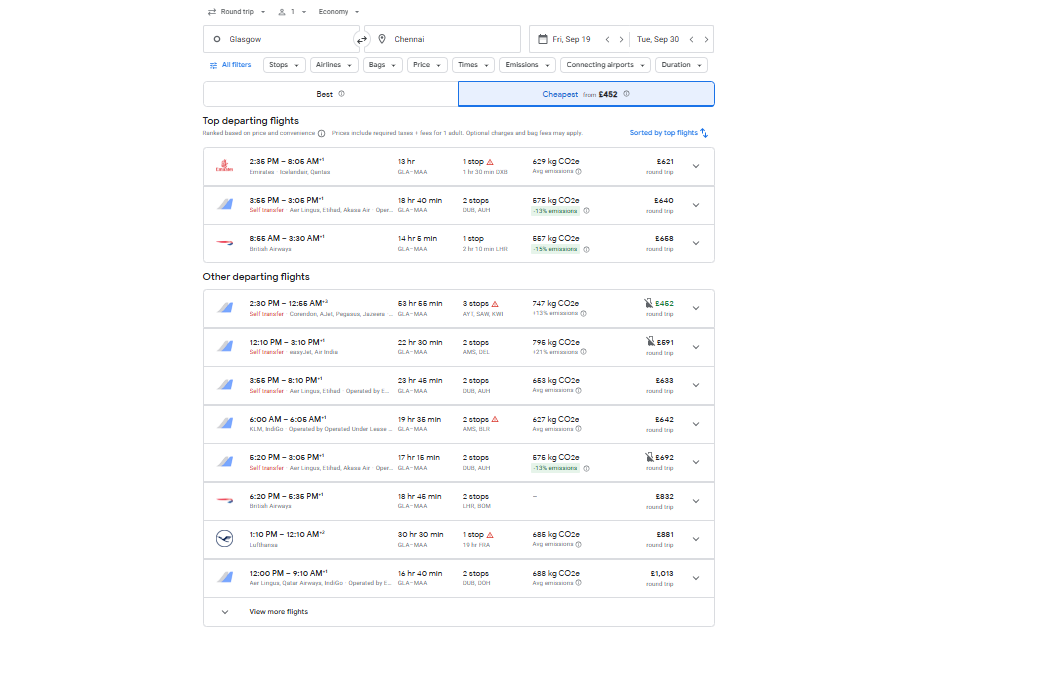 Round trip 1 Economy
Glasgow Chennai Fri, Sep 19 Tue, Sep 30
All filters Stops Airlines Bags Price Times Emissions Connecting airports Duration
Best Cheapest from £452
Top departing flights
Ranked based on price and convenience Prices include required taxes + fees for 1 adult. Optional charges and bag fees may apply. Sorted by top flights
2:35 PM – 8:05 AM+1 13 hr 1 stop 629 kg CO2e £621
Emirates Emirates · Icelandair, Qantas GLA–MAA 1 hr 30 min DXB Avg emissions round trip
3:55 PM – 3:05 PM+1 18 hr 40 min 2 stops 575 kg CO2e £640
Self transfer · Aer Lingus, Etihad, Akasa Air · Oper... GLA–MAA DUB, AUH -13% emissions round trip
8:55 AM – 3:30 AM+1 14 hr 5 min 1 stop 557 kg CO2e £658
British Airways GLA–MAA 2 hr 10 min LHR -15% emissions round trip
Other departing flights
2:30 PM – 12:55 AM+3 53 hr 55 min 3 stops 747 kg CO2e £452
Self transfer · Corendon, AJet, Pegasus, Jazeera · ... GLA–MAA AYT, SAW, KWI +13% emissions round trip
12:10 PM – 3:10 PM+1 22 hr 30 min 2 stops 795 kg CO2e £591
Self transfer · easyJet, Air India GLA–MAA AMS, DEL +21% emissions round trip
3:55 PM – 8:10 PM+1 23 hr 45 min 2 stops 653 kg CO2e £633
Self transfer · Aer Lingus, Etihad · Operated by t... GLA–MAA DUB, AUH Avg emissions round trip
6:00 AM – 6:05 AM+1 19 hr 35 min 2 stops 627 kg CO2e £642
KLM, IndiGo · Operated by Operated Under Lease ... GLA–MAA AMS, BLR Avg emissions round trip
5:20 PM – 3:05 PM+1 17 hr 15 min 2 stops 575 kg CO2e £692
Self transfer · Aer Lingus, Etihad, Akasa Air · Oper... GLA–MAA DUB, AUH -13% emissions round trip
6:20 PM – 5:35 PM+1 18 hr 45 min 2 stops – £832
British Airways GLA–MAA LHR, BOM round trip
1:10 PM – 12:10 AM+2 30 hr 30 min 1 stop 685 kg CO2e £881
Lufthansa GLA–MAA 19 hr FRA Avg emissions round trip
12:00 PM – 9:10 AM+1 16 hr 40 min 2 stops 688 kg CO2e £1,013
Aer Lingus, Qatar Airways, IndiGo · Operated by t... GLA–MAA DUB, DOH Avg emissions round trip
View more flights